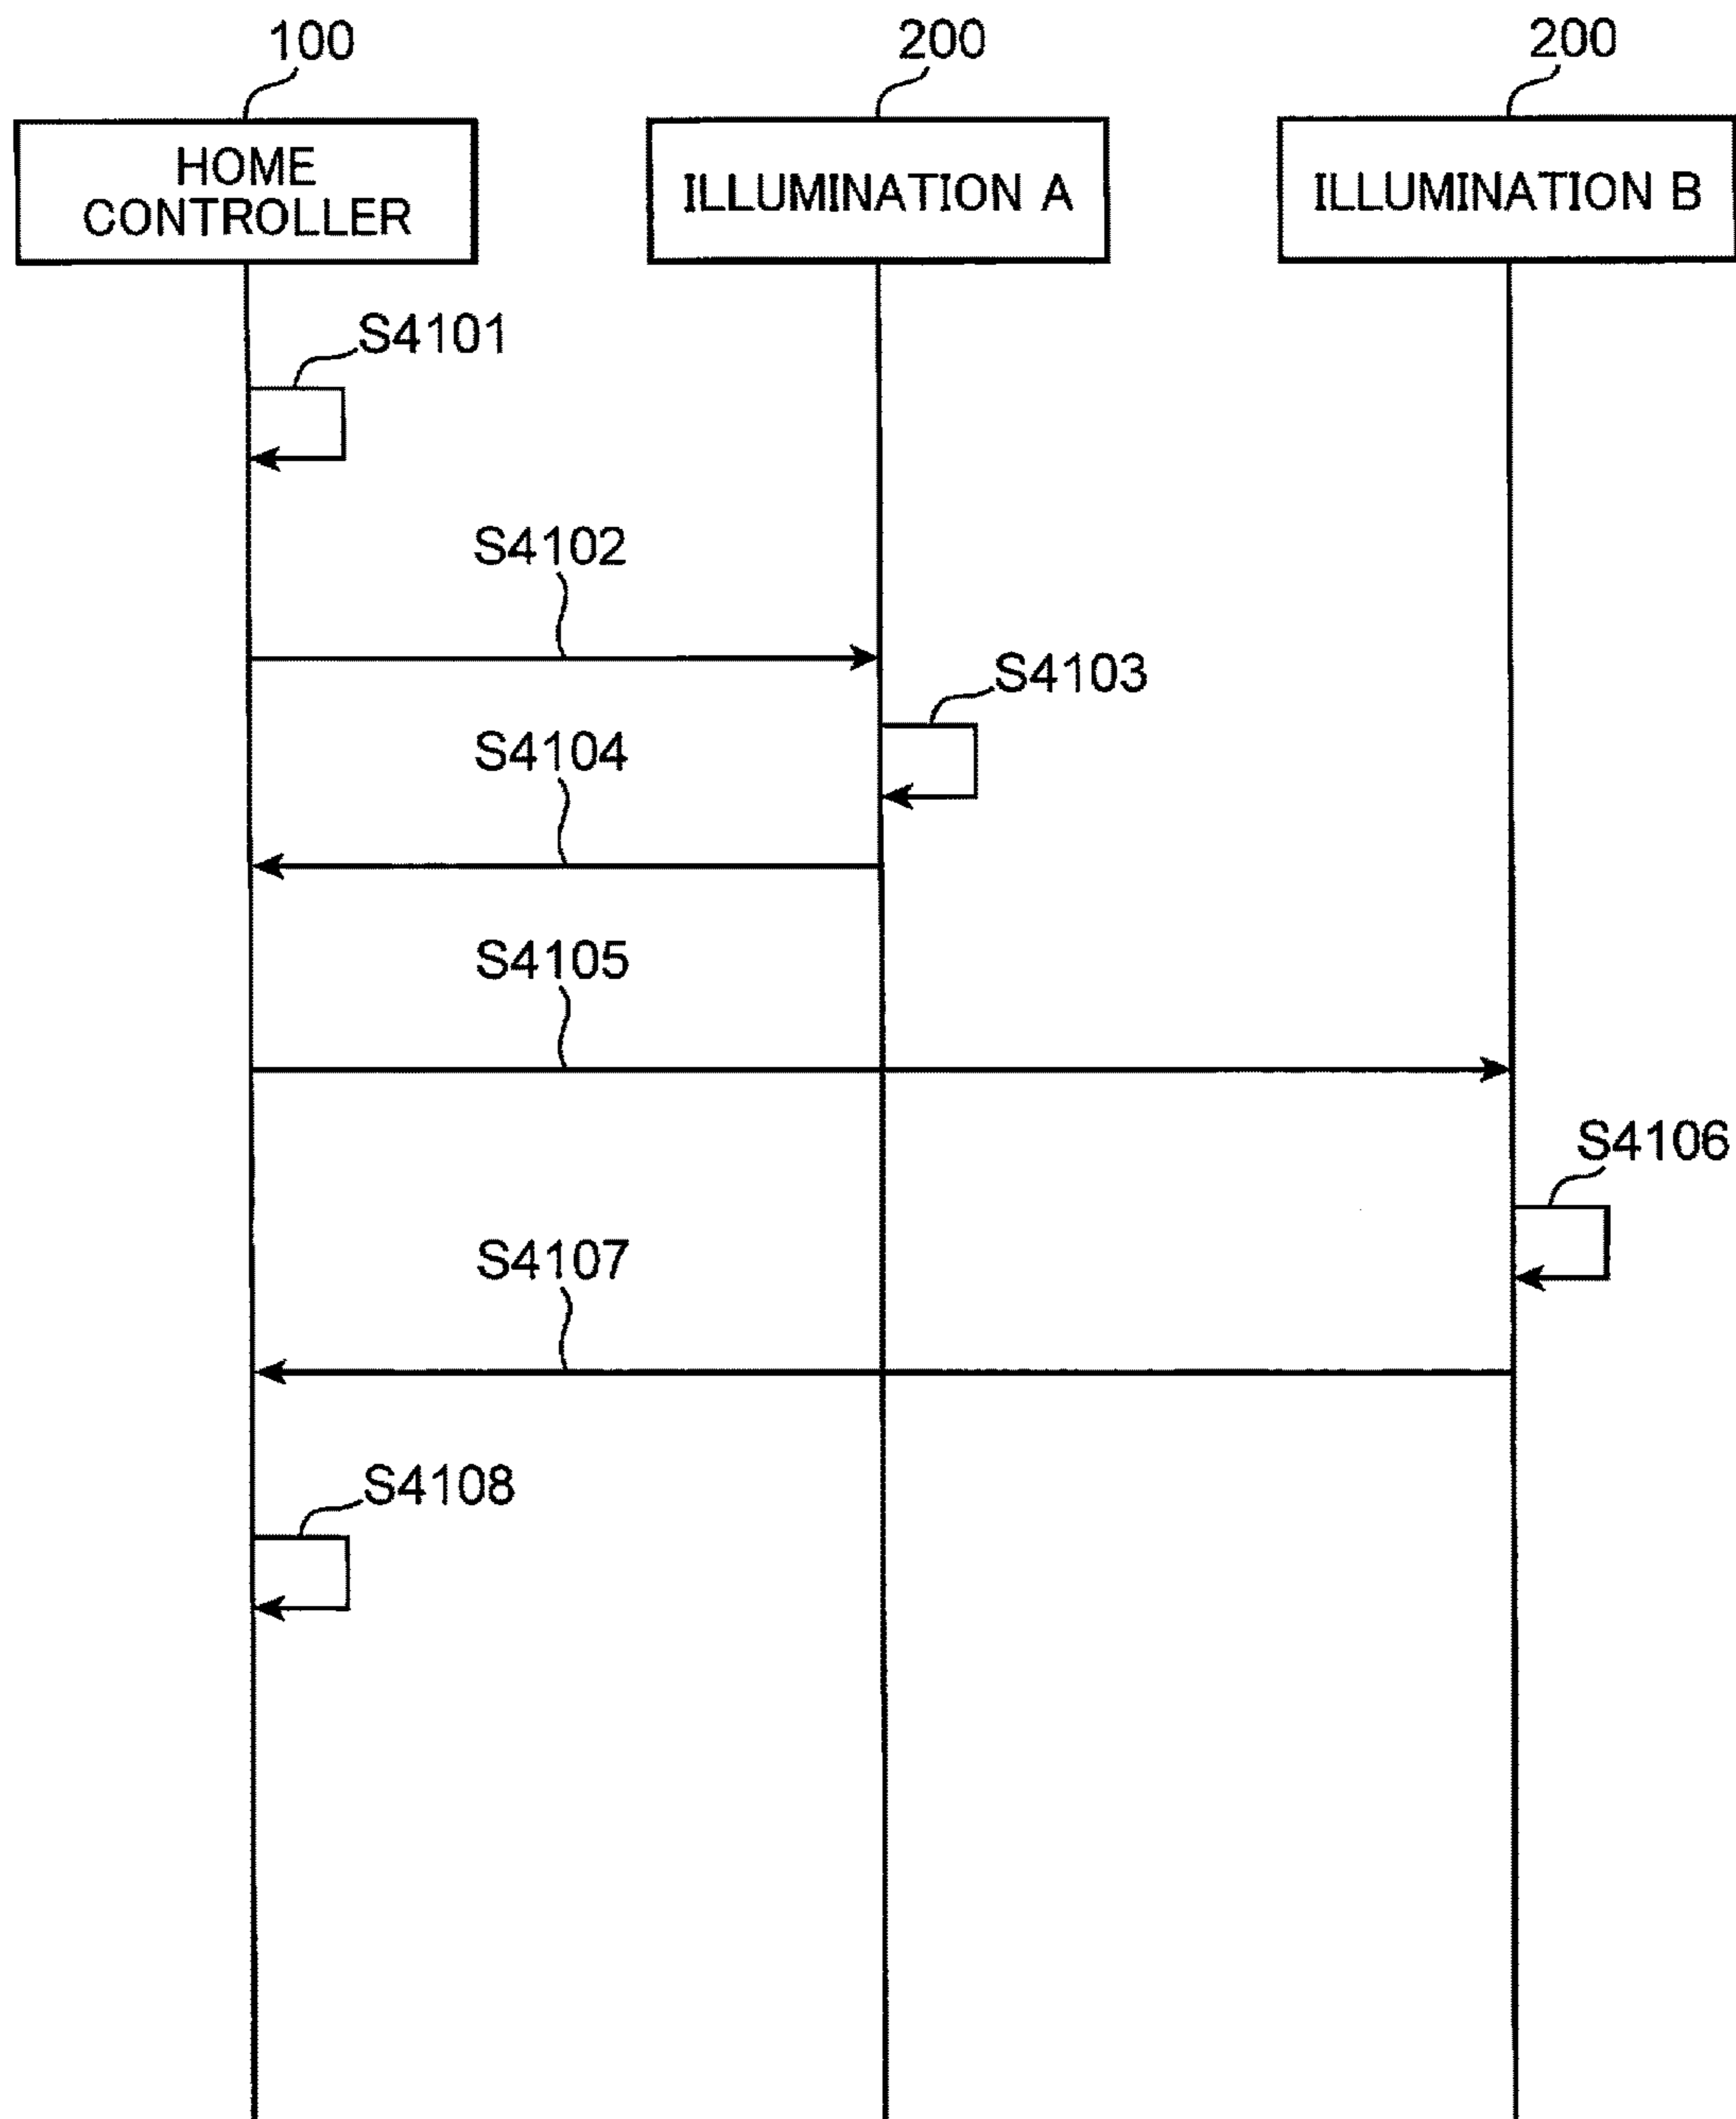 100
200
200
HOME
CONTROLLER
ILLUMINATION A
ILLUMINATION B
S4101
S4102
S4103
S4104
S4105
S4106
S4107
S4108